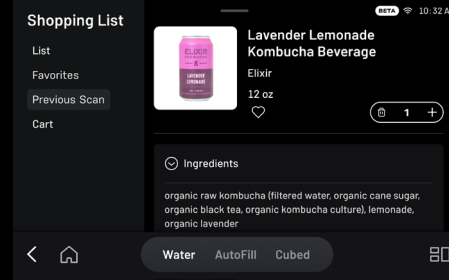 Shopping List
List
Favorites
Previous Scan
Cart
BETA
10:32 A
ELIXIR
LAVENDER
LEMONADE
Lavender Lemonade
Kombucha Beverage
Elixir
12 oz
1
Ingredients
organic raw kombucha (filtered water, organic cane sugar,
organic black tea, organic kombucha culture), lemonade,
organic lavender
Water AutoFill Cubed